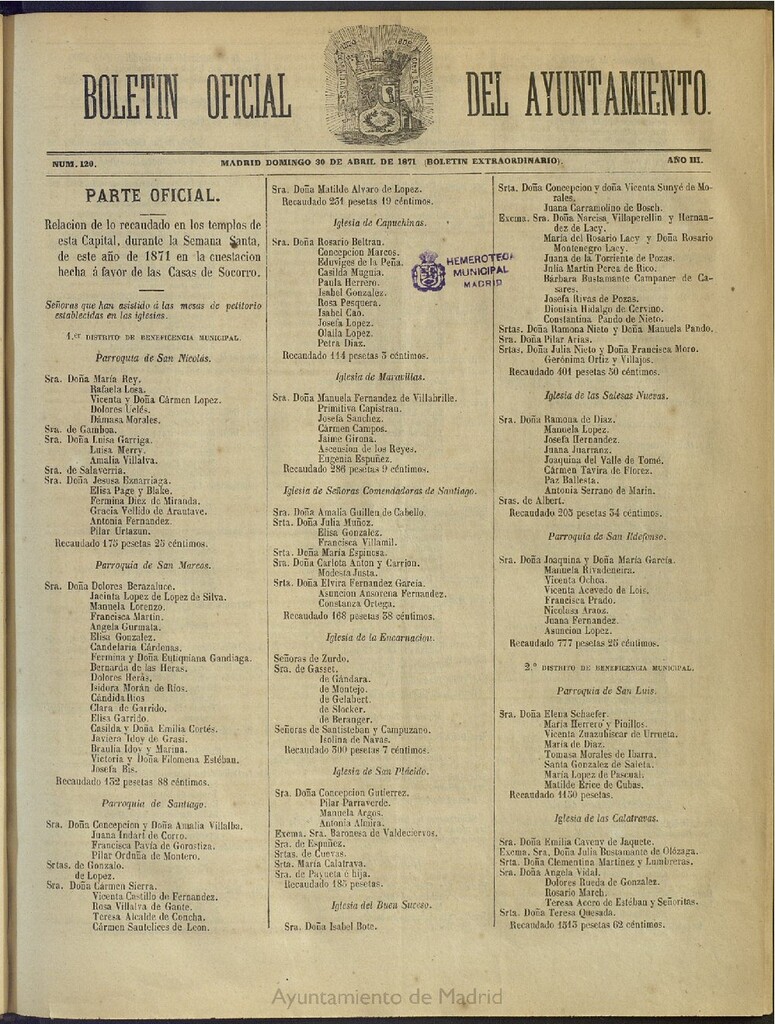 BOLETIN OFICIAL DEL AYUNTAMIENTO.
NUM. 120. MADRID DOMINGO 30 DE ABRIL DE 1871 (BOLETIN EXTRAORDINARIO). AÑO III.
PARTE OFICIAL.
Relacion de lo recaudado en los templos de
esta Capital, durante la Semana Santa,
de este año de 1871 en la cuestacion
hecha á favor de las Casas de Socorro.
Señoras que han asistido á las mesas de petitorio
establecidas en las iglesias.
1.er DISTRITO DE BENEFICENCIA MUNICIPAL.
Parroquia de San Nicolás.
Sra. Doña María Rey.
Rafaela Losa.
Vicenta y Doña Cármen Lopez.
Dolores Uclés.
Dámasa Morales.
Sra. de Gamboa.
Sra. Doña Luisa Garriga.
Luisa Merry.
Amalia Villalva.
Sra. de Salaverría.
Sra. Doña Jesusa Eznarriaga.
Elisa Page y Blake.
Fermina Diez de Miranda.
Gracia Vellido de Arautave.
Antonia Fernandez.
Pilar Urtazun.
Recaudado 175 pesetas 25 céntimos.
Parroquia de San Marcos.
Sra. Doña Dolores Berazaluce.
Jacinta Lopez de Lopez de Silva.
Manuela Lorenzo.
Francisca Martin.
Angela Gurmata.
Elisa Gonzalez.
Candelaria Cárdenas.
Fermina y Doña Eutiquiana Gandiaga.
Bernarda de las Heras.
Dolores Heras.
Isidora Morán de Rios.
Cándida Rios
Clara de Garrido.
Elisa Garrido.
Casilda y Doña Emilia Cortés.
Javiera Idoy de Grasi.
Braulia Idoy y Marina.
Victoria y Doña Filomena Estéban.
Josefa Bis.
Recaudado 152 pesetas 88 céntimos.
Parroquia de Santiago.
Sra. Doña Concepcion y Doña Amalia Villalba.
Juana Indart de Corro.
Francisca Pavía de Gorostiza.
Pilar Orduña de Montero.
Srtas. de Gonzalo.
de Lopez.
Sra. Doña Cármen Sierra.
Vicenta Castillo de Fernandez.
Rosa Villalva de Gante.
Teresa Alcalde de Concha.
Cármen Santelices de Leon.
Sra. Doña Matilde Alvaro de Lopez.
Recaudado 251 pesetas 19 céntimos.
Iglesia de Capuchinas.
Sra. Doña Rosario Beltran.
Concepcion Marcos.
Eduviges de la Peña.
Casilda Muguia.
Paula Herrero.
Isabel Gonzalez.
Rosa Pesquera.
Isabel Cao.
Josefa Lopez.
Olalla Lopez.
Petra Diaz.
Recaudado 114 pesetas 3 céntimos.
Iglesia de Maravillas.
Sra. Doña Manuela Fernandez de Villabrille.
Primitiva Capistran.
Josefa Sanchez.
Cármen Campos.
Jaime Girona.
Ascension de los Reyes.
Eugenia Espuñez.
Recaudado 286 pesetas 9 céntimos.
Iglesia de Señoras Comendadoras de Santiago.
Sra. Doña Amalia Guillen de Cabello.
Srta. Doña Julia Muñoz.
Elisa Gonzalez.
Francisca Villamil.
Srta. Doña María Espinosa.
Sra. Doña Carlota Anton y Carrion.
Modesta Justa.
Srta. Doña Elvira Fernandez Garcia.
Asuncion Ansorena Fernandez.
Constanza Ortega.
Recaudado 168 pesetas 58 céntimos.
Iglesia de la Encarnacion.
Señoras de Zurdo.
Sra. de Gasset.
de Gándara.
de Montejo.
de Gelabert.
de Slocker.
de Beranger.
Señoras de Santisteban y Campuzano.
Isolina de Navas.
Recaudado 500 pesetas 7 céntimos.
Iglesia de San Plácido.
Sra. Doña Concepcion Gutierrez.
Pilar Parraverde.
Manuela Argos.
Antonia Almira.
Excma. Sra. Baronesa de Valdeciervos.
Sra. de Espuñez.
Srtas. de Cuevas.
Srta. María Calatrava.
Sra. de Payueta é hija.
Recaudado 185 pesetas.
Iglesia del Buen Suceso.
Sra. Doña Isabel Bote.
HEMEROTECA
MUNICIPAL
MADRID
Srta. Doña Concepcion y doña Vicenta Sunyé de Morales.
Juana Carramolino de Bosch.
Excma. Sra. Doña Narcisa Villaperellin y Hernandez de Lacy.
María del Rosario Lacy y Doña Rosario
Montenegro Lacy.
Juana de la Torriente de Pozas.
Julia Martin Perea de Rico.
Bárbara Bustamante Campaner de Casares.
Josefa Rivas de Pozas.
Dionisia Hidalgo de Cervino.
Constantina Pando de Nieto.
Srtas. Doña Ramona Nieto y Doña Manuela Pando.
Sra. Doña Pilar Arias.
Srtas. Doña Julia Nieto y Doña Francisca Moro.
Gerónima Ortiz y Villajos.
Recaudado 401 pesetas 50 céntimos.
Iglesia de las Salesas Nuevas.
Sra. Doña Ramona de Diaz.
Manuela Lopez.
Josefa Hernandez.
Juana Juarranz.
Joaquina del Valle de Tomé.
Cármen Tavira de Florez.
Paz Ballesta.
Antonia Serrano de Marin.
Sras. de Albert.
Recaudado 205 pesetas 54 céntimos.
Parroquia de San Ildefonso.
Sra. Doña Joaquina y Doña María García.
Manuela Rivadeneira.
Vicenta Ochoa.
Vicenta Acevedo de Lois.
Francisca Prado.
Nicolasa Aranz.
Juana Fernandez.
Asuncion Lopez.
Recaudado 777 pesetas 26 céntimos.
2.º DISTRITO DE BENEFICENCIA MUNICIPAL.
Parroquia de San Luis.
Sra. Doña Elena Schaefer.
María Herrero y Pinillos.
Vicenta Zuazubiscar de Urrueta.
María de Diaz.
Tomasa Morales de Ibarra.
Santa Gonzalez de Saleta.
María Lopez de Pascual.
Matilde Erice de Cubas.
Recaudado 1150 pesetas.
Iglesia de las Calatravas.
Sra. Doña Emilia Caveny de Jaquete.
Excma. Sra. Doña Julia Bustamante de Olózaga.
Srta. Doña Clementina Martinez y Lumbreras.
Sra. Doña Angela Vidal.
Dolores Rueda de Gonzalez.
Rosario March.
Teresa Acero de Estéban y Señoritas.
Srta. Doña Teresa Quesada.
Recaudado 1515 pesetas 62 céntimos.
Ayuntamiento de Madrid